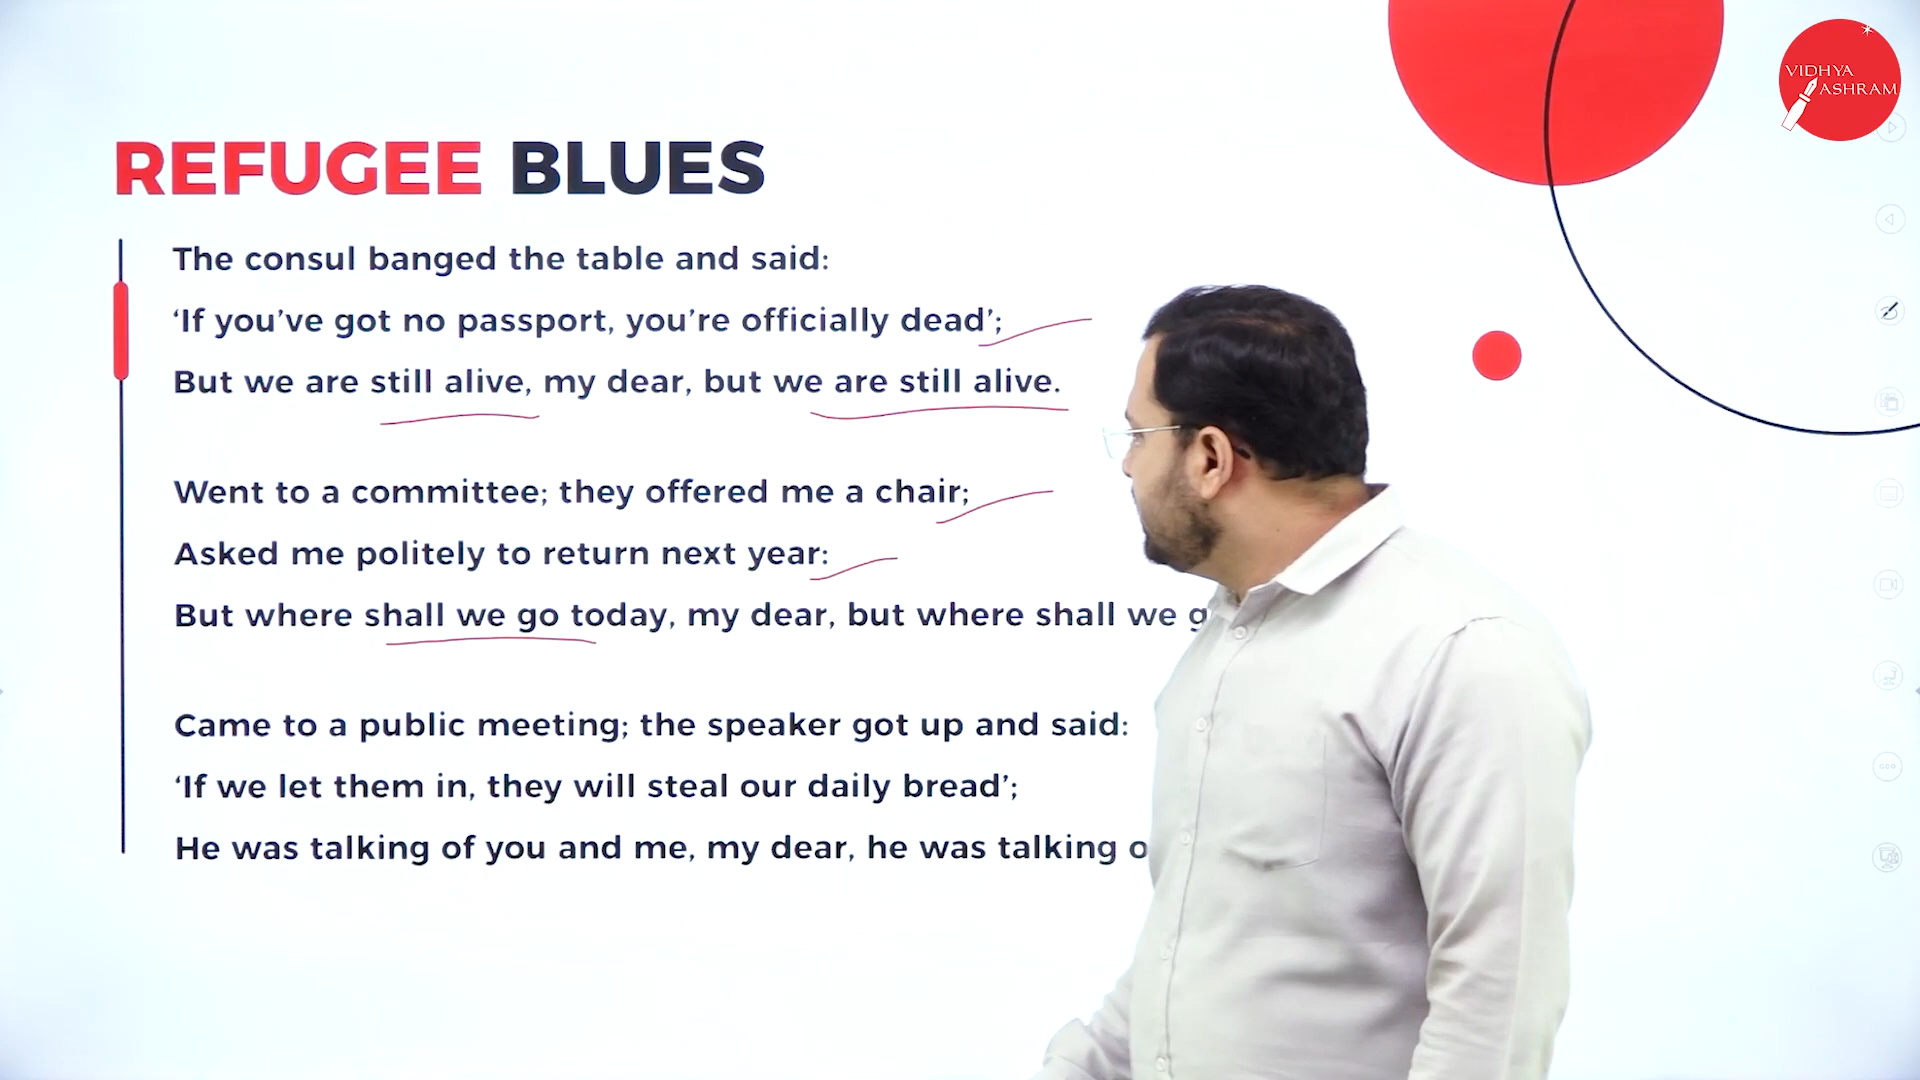 VIDHYA
ASHRAM
REFUGEE BLUES
The consul banged the table and said:
‘If you’ve got no passport, you’re officially dead’;
But we are still alive, my dear, but we are still alive.
Went to a committee; they offered me a chair;
Asked me politely to return next year:
But where shall we go today, my dear, but where shall we
Came to a public meeting; the speaker got up and said:
‘If we let them in, they will steal our daily bread’;
He was talking of you and me, my dear, he was talking